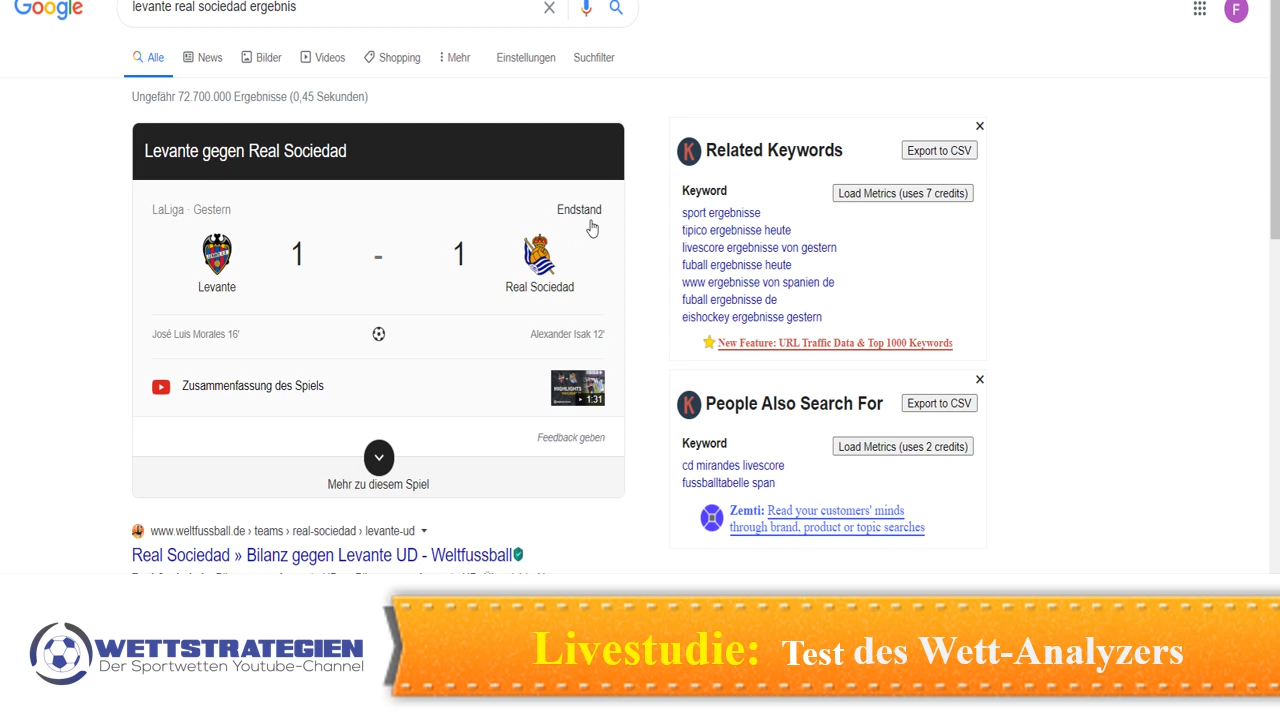 Google
levante real sociedad ergebnis
F
Alle News Bilder Videos Shopping Mehr Einstellungen Suchfilter
Ungefähr 72.700.000 Ergebnisse (0,45 Sekunden)
Levante gegen Real Sociedad
LaLiga · Gestern Endstand
1 - 1
Levante Real Sociedad
José Luis Morales 16' Alexander Isak 12'
Zusammenfassung des Spiels
HIGHLIGHTS
1:31
Feedback geben
Mehr zu diesem Spiel
www.weltfussball.de › teams › real-sociedad › levante-ud
Real Sociedad » Bilanz gegen Levante UD - Weltfussball
K Related Keywords Export to CSV
Keyword Load Metrics (uses 7 credits)
sport ergebnisse
tipico ergebnisse heute
livescore ergebnisse von gestern
fuball ergebnisse heute
www ergebnisse von spanien de
fuball ergebnisse de
eishockey ergebnisse gestern
New Feature: URL Traffic Data & Top 1000 Keywords
K People Also Search For Export to CSV
Keyword Load Metrics (uses 2 credits)
cd mirandes livescore
fussballtabelle span
Zemti: Read your customers' minds
through brand, product or topic searches
WETTSTRATEGIEN
Der Sportwetten Youtube-Channel
Livestudie: Test des Wett-Analyzers